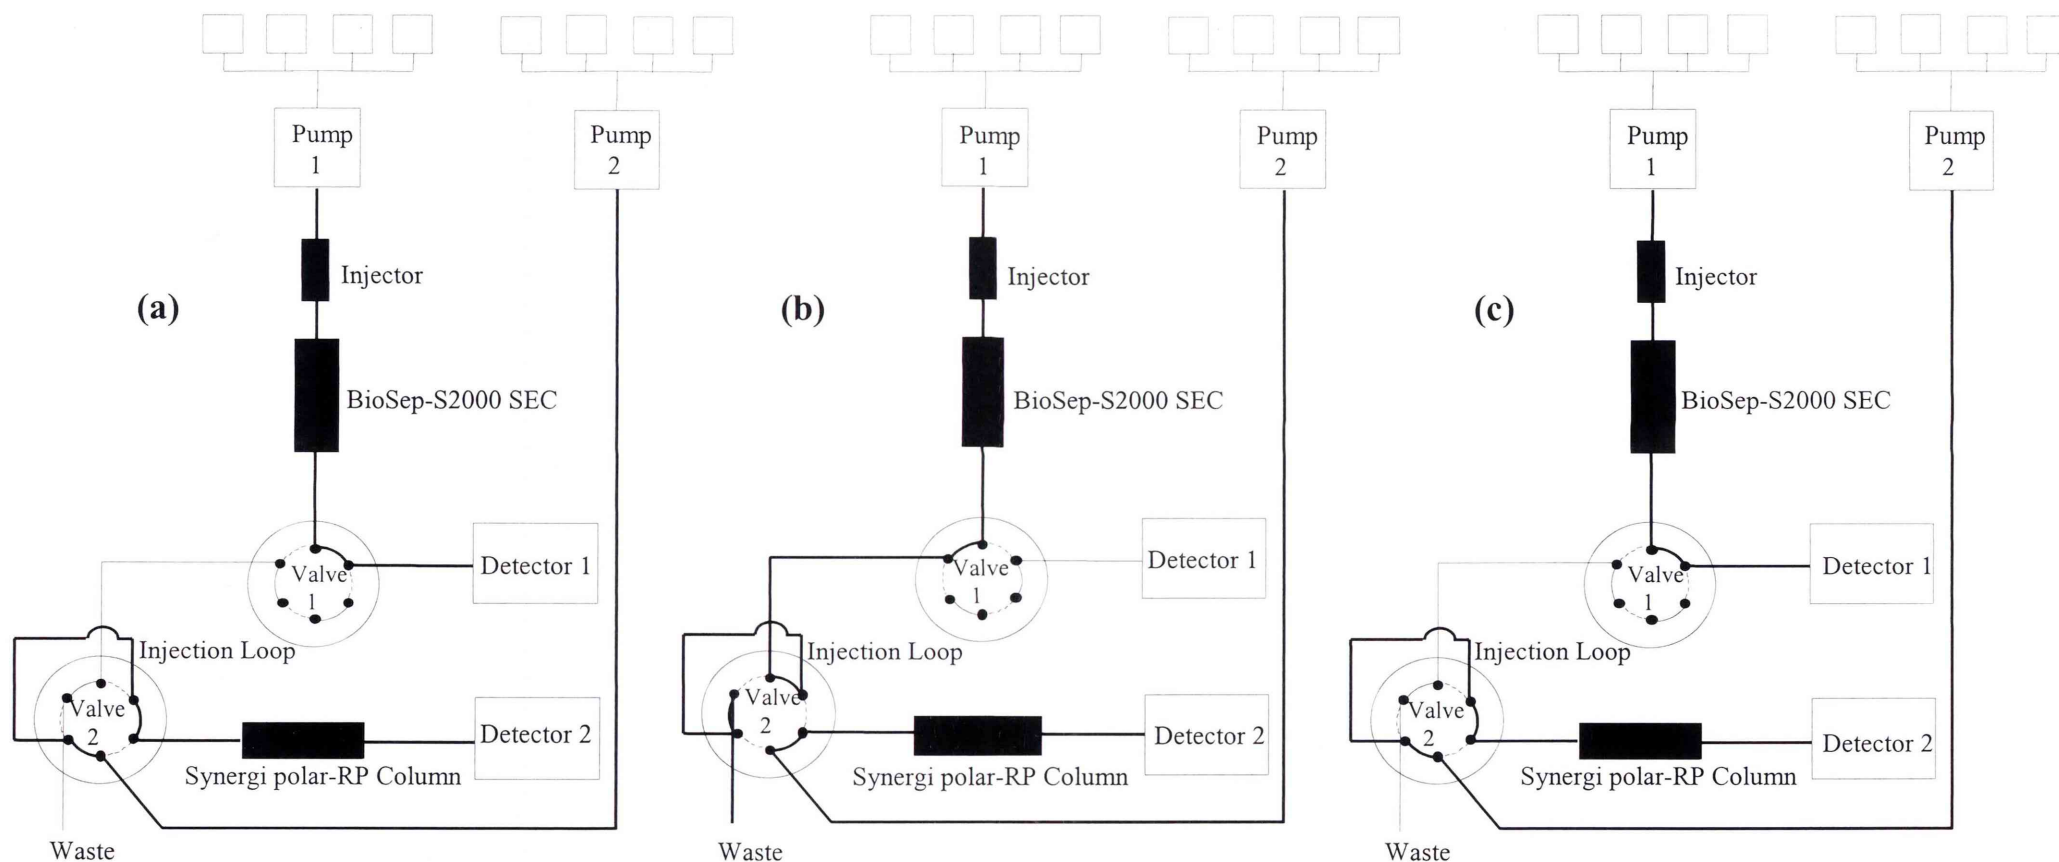 Pump
1
Pump
2
Injector
(a)
BioSep-S2000 SEC
Valve
1
Detector 1
Injection Loop
Valve
2
Detector 2
Synergi polar-RP Column
Waste
Pump
1
Pump
2
Injector
(b)
BioSep-S2000 SEC
Valve
1
Detector 1
Injection Loop
Valve
2
Detector 2
Synergi polar-RP Column
Waste
Pump
1
Pump
2
Injector
(c)
BioSep-S2000 SEC
Valve
1
Detector 1
Injection Loop
Valve
2
Detector 2
Synergi polar-RP Column
Waste